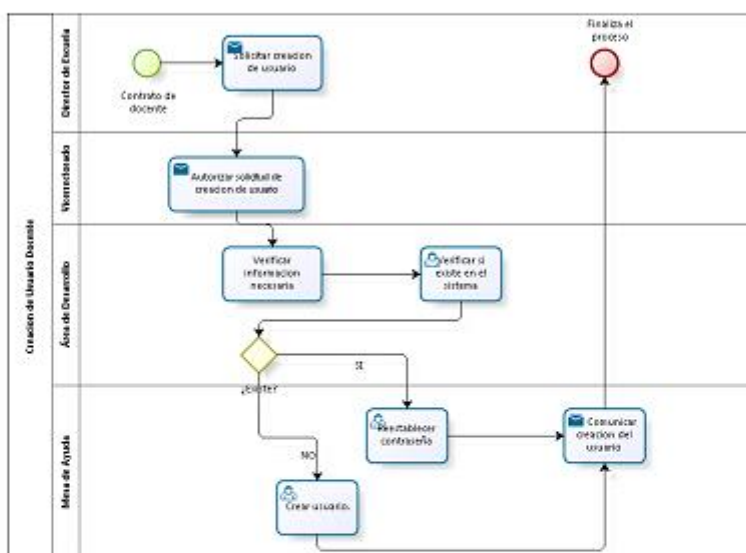 Creacion de Usuario Docente
Director de Escuela
Contrato de
docente
Solicitar creacion
de usuario
Finaliza el
proceso
Vicerrectorado
Autorizar solicitud de
creacion de usuario
Área de Desarrollo
Verificar
informacion
necesaria
Verificar si
existe en el
sistema
¿Existe?
SI
NO
Mesa de Ayuda
Reestablecer
contraseña
Comunicar
creacion del
usuario
Crear usuario.